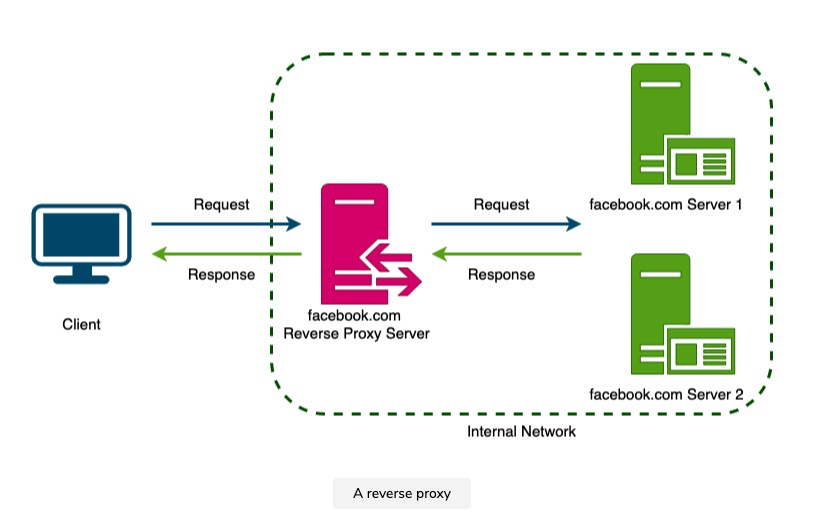 facebook.com Server 1
Request
Request
Response
Response
Client
facebook.com
Reverse Proxy Server
facebook.com Server 2
Internal Network
A reverse proxy